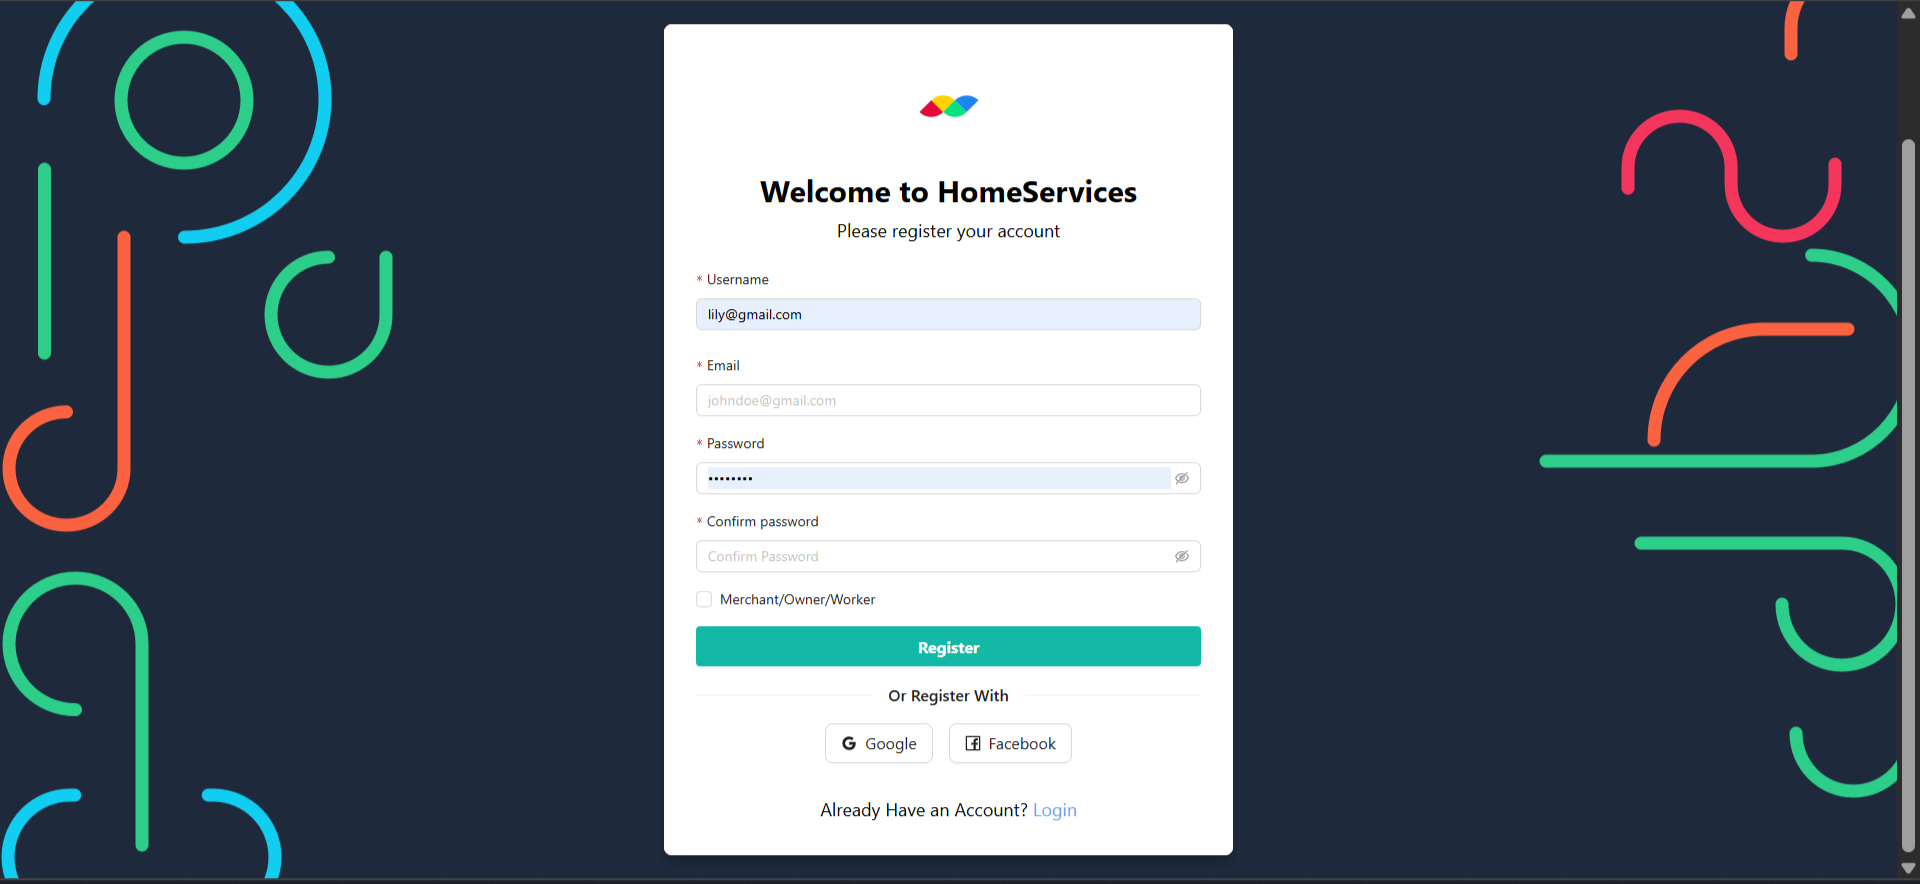 Welcome to HomeServices
Please register your account
* Username
lily@gmail.com
* Email
johndoe@gmail.com
* Password
••••••••
* Confirm password
Confirm Password
Merchant/Owner/Worker
Register
Or Register With
Google
Facebook
Already Have an Account? Login